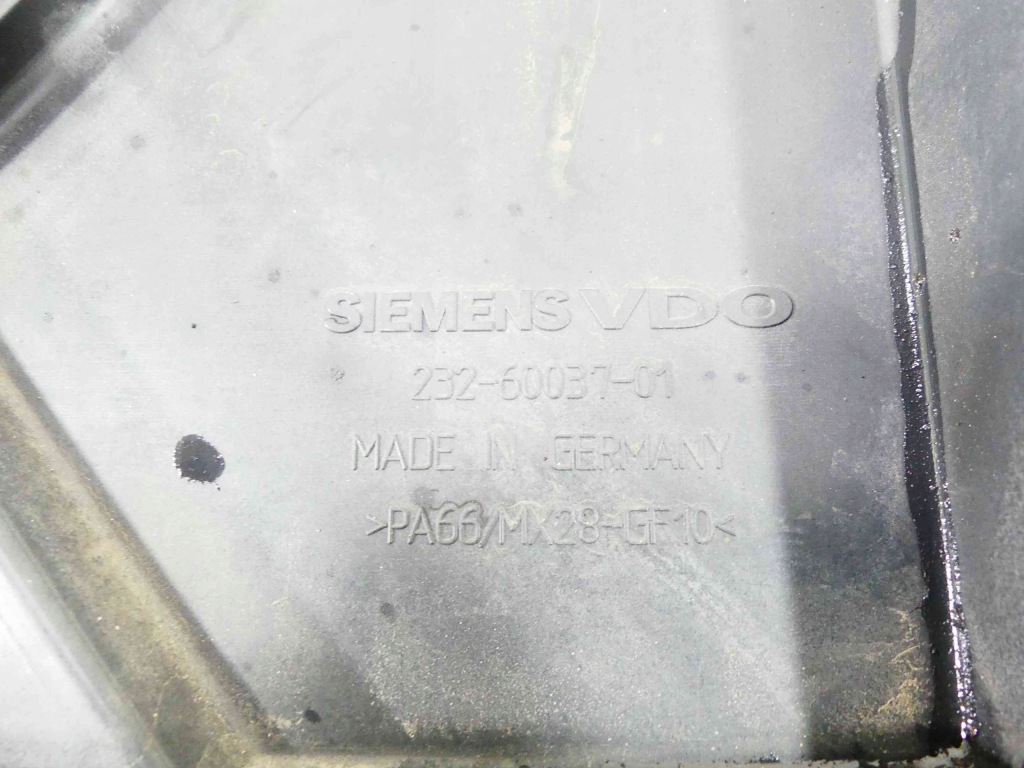 SIEMENS VDO
232-60037-01
MADE IN GERMANY
>PA66/MX28-GF10<